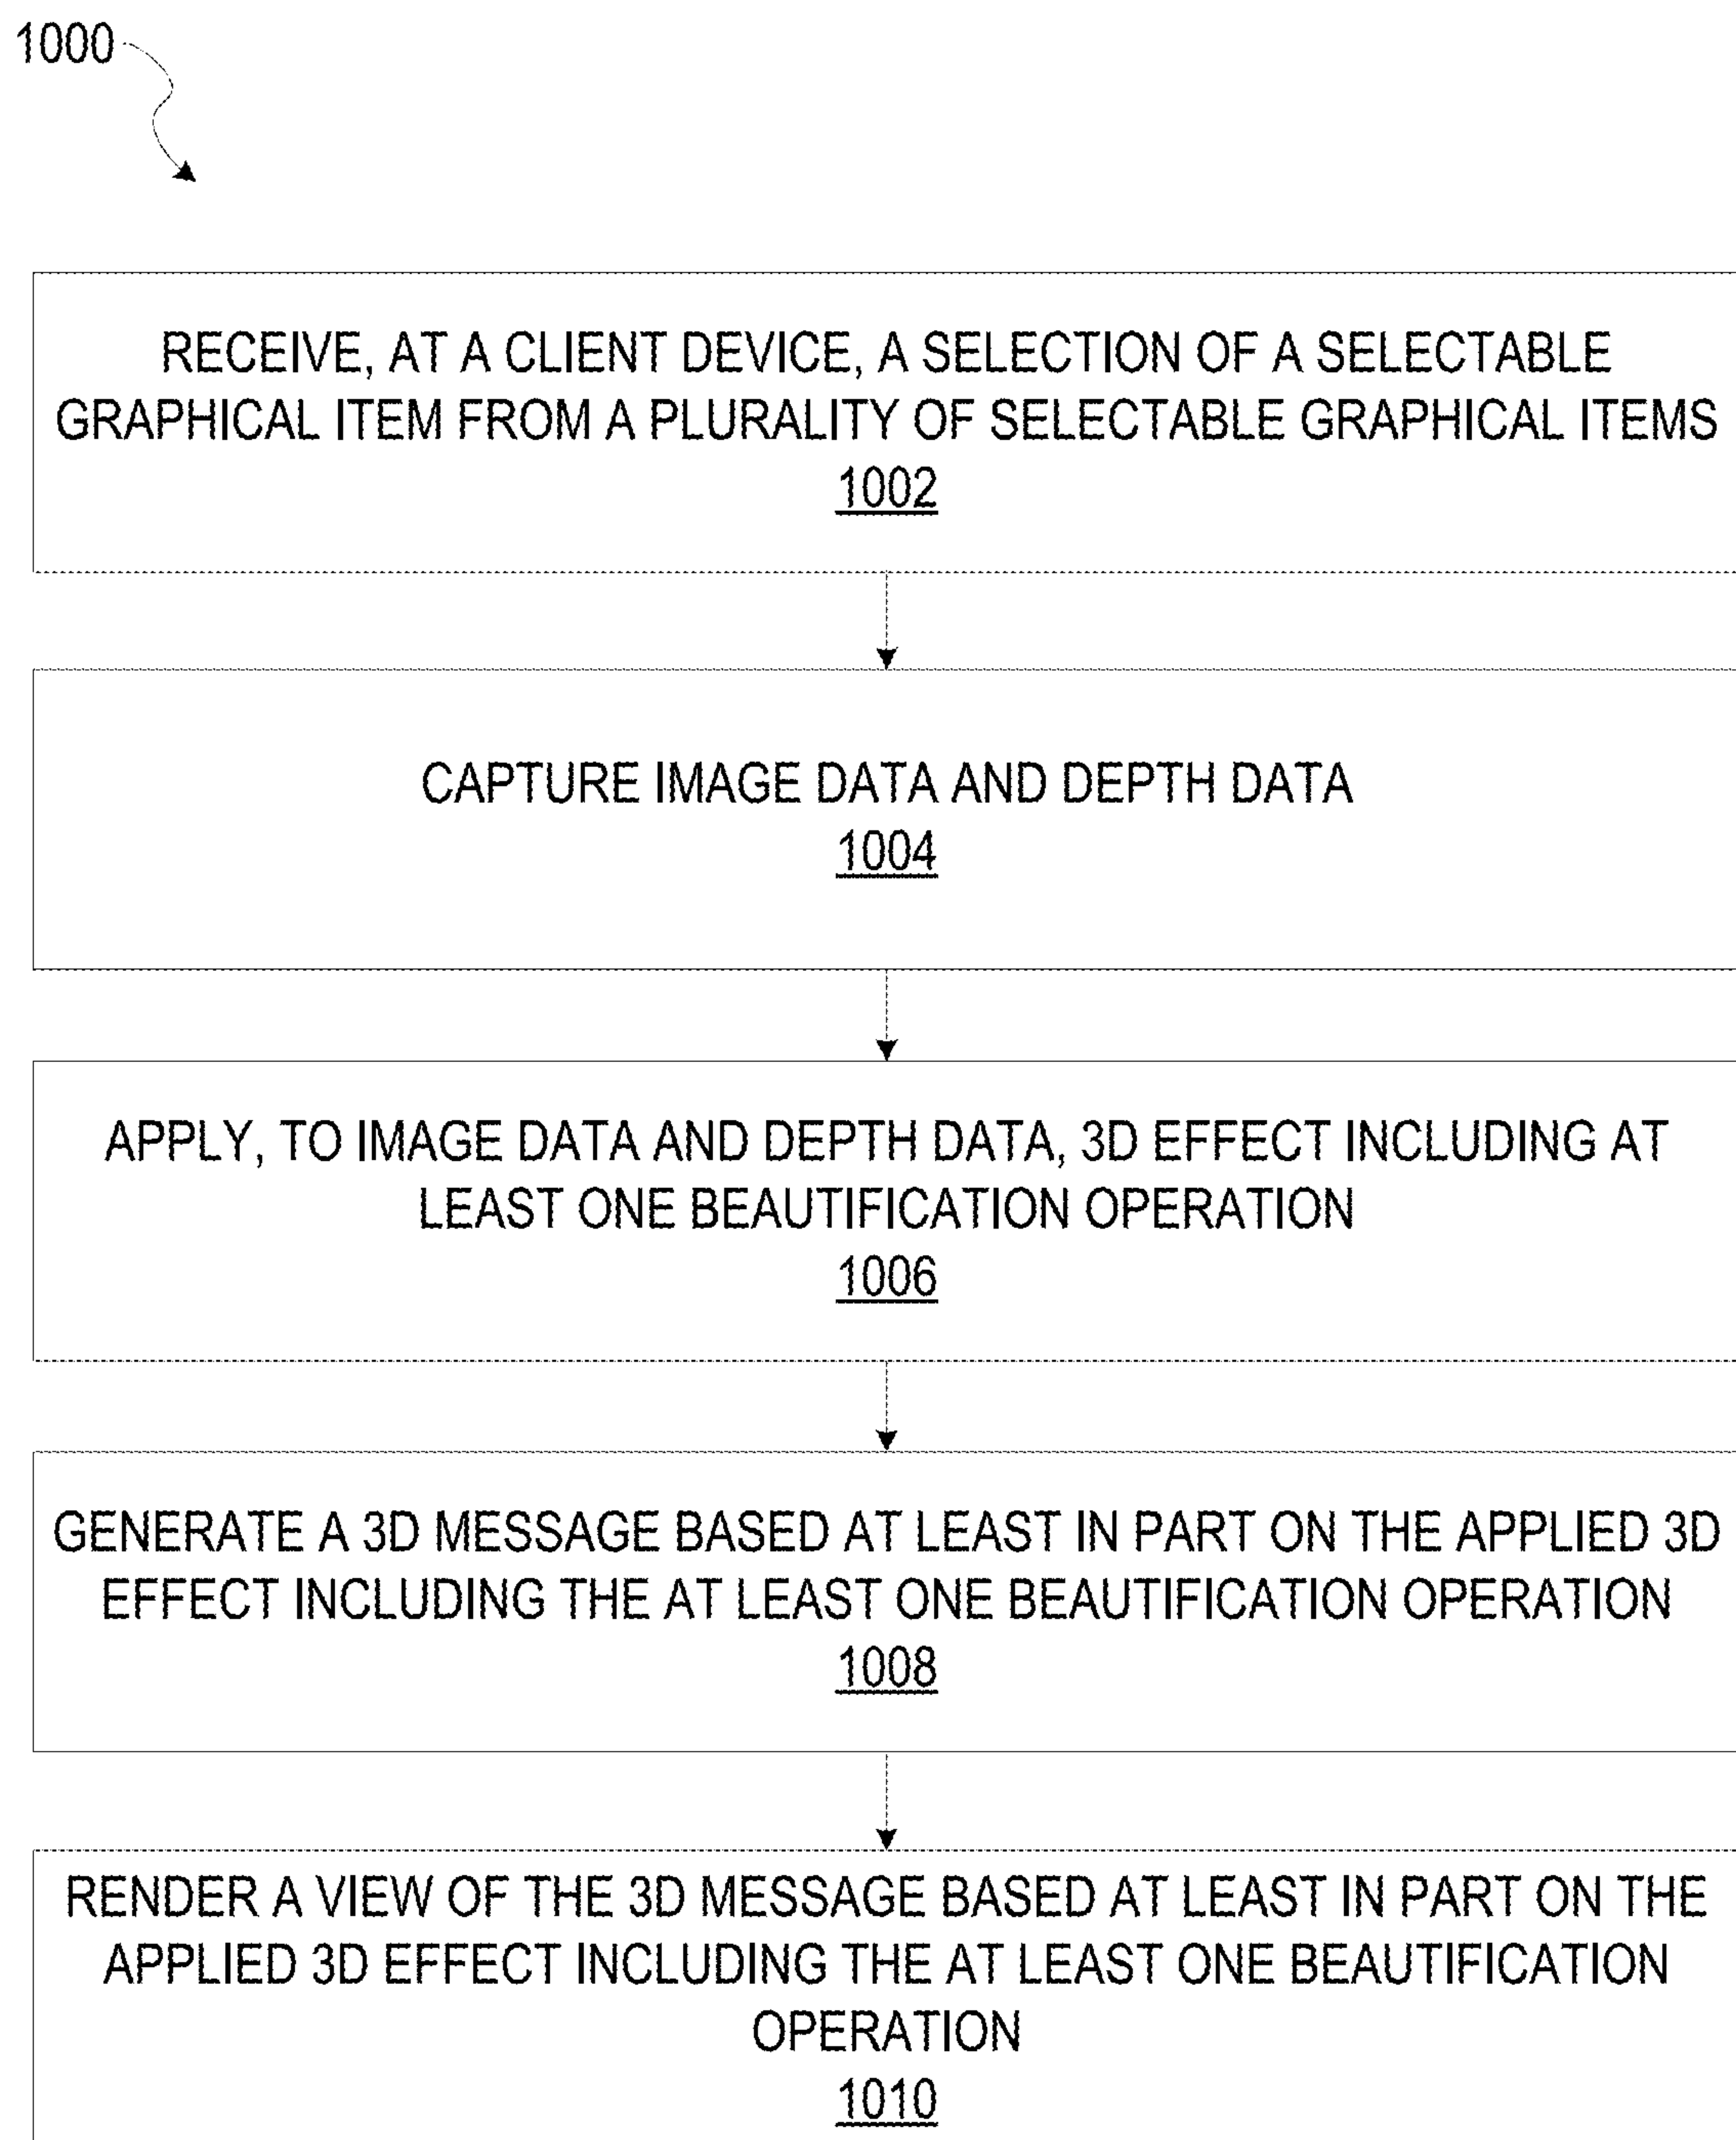 1000
RECEIVE, AT A CLIENT DEVICE, A SELECTION OF A SELECTABLE
GRAPHICAL ITEM FROM A PLURALITY OF SELECTABLE GRAPHICAL ITEMS
1002
CAPTURE IMAGE DATA AND DEPTH DATA
1004
APPLY, TO IMAGE DATA AND DEPTH DATA, 3D EFFECT INCLUDING AT
LEAST ONE BEAUTIFICATION OPERATION
1006
GENERATE A 3D MESSAGE BASED AT LEAST IN PART ON THE APPLIED 3D
EFFECT INCLUDING THE AT LEAST ONE BEAUTIFICATION OPERATION
1008
RENDER A VIEW OF THE 3D MESSAGE BASED AT LEAST IN PART ON THE
APPLIED 3D EFFECT INCLUDING THE AT LEAST ONE BEAUTIFICATION
OPERATION
1010